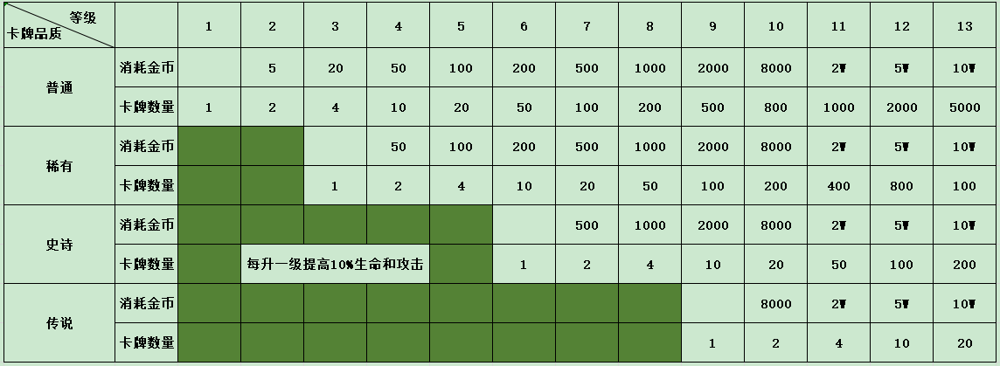 等级
卡牌品质
1 2 3 4 5 6 7 8 9 10 11 12 13
普通
消耗金币 5 20 50 100 200 500 1000 2000 8000 2W 5W 10W
卡牌数量 1 2 4 10 20 50 100 200 500 800 1000 2000 5000
稀有
消耗金币 50 100 200 500 1000 2000 8000 2W 5W 10W
卡牌数量 1 2 4 10 20 50 100 200 400 800 100
史诗
消耗金币 500 1000 2000 8000 2W 5W 10W
卡牌数量 每升一级提高10%生命和攻击 1 2 4 10 20 50 100 200
传说
消耗金币 8000 2W 5W 10W
卡牌数量 1 2 4 10 20